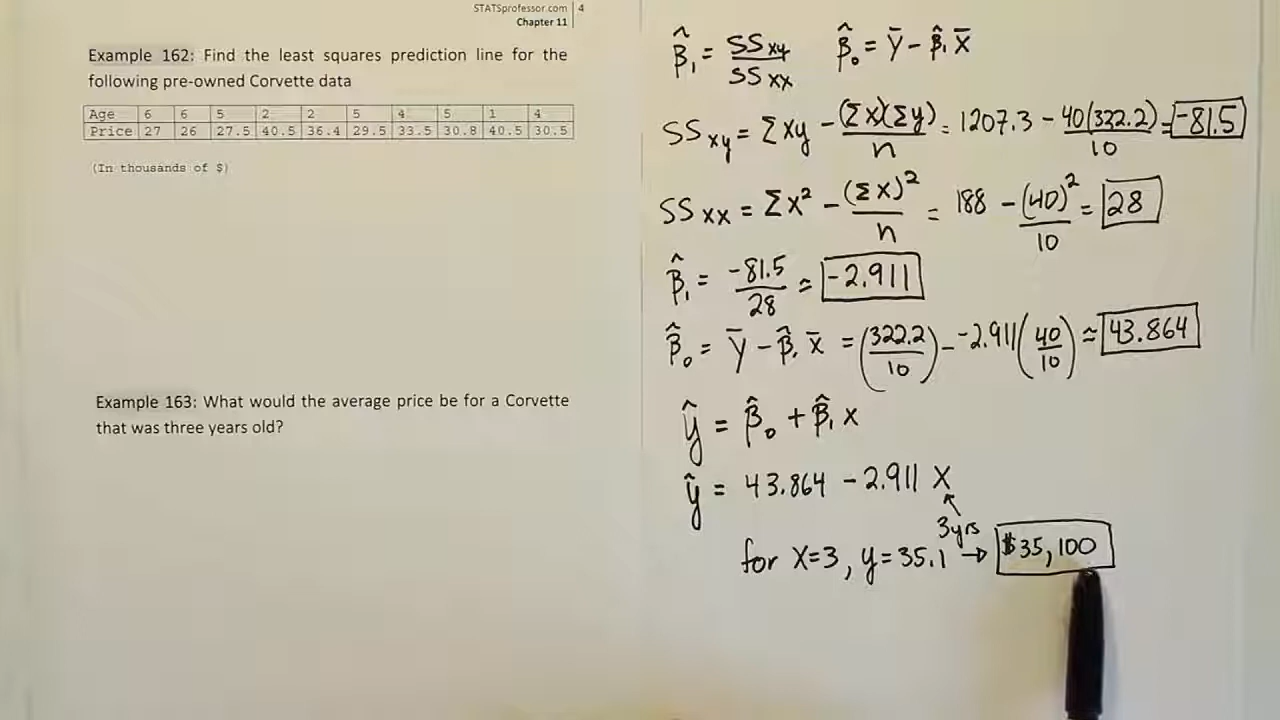 STATSprofessor.com 4
Chapter 11
Example 162: Find the least squares prediction line for the
following pre-owned Corvette data
Age 6 6 5 2 2 5 4 5 1 4
Price 27 26 27.5 40.5 36.4 29.5 33.5 30.8 40.5 30.5
(In thousands of $)
Example 163: What would the average price be for a Corvette
that was three years old?
β̂₁ = SSxy/SSxx β̂₀ = ȳ - β̂₁x̄
SSxy = Σxy - (Σx)(Σy)/n = 1207.3 - 40(322.2)/10 = -81.5
SSxx = Σx² - (Σx)²/n = 188 - (40)²/10 = 28
β̂₁ = -81.5/28 ≈ -2.911
β̂₀ = ȳ - β̂₁x̄ = (322.2/10) - -2.911(40/10) ≈ 43.864
ŷ = β̂₀ + β̂₁x
ŷ = 43.864 - 2.911 X
3yrs
for X=3, y=35.1 → $35,100